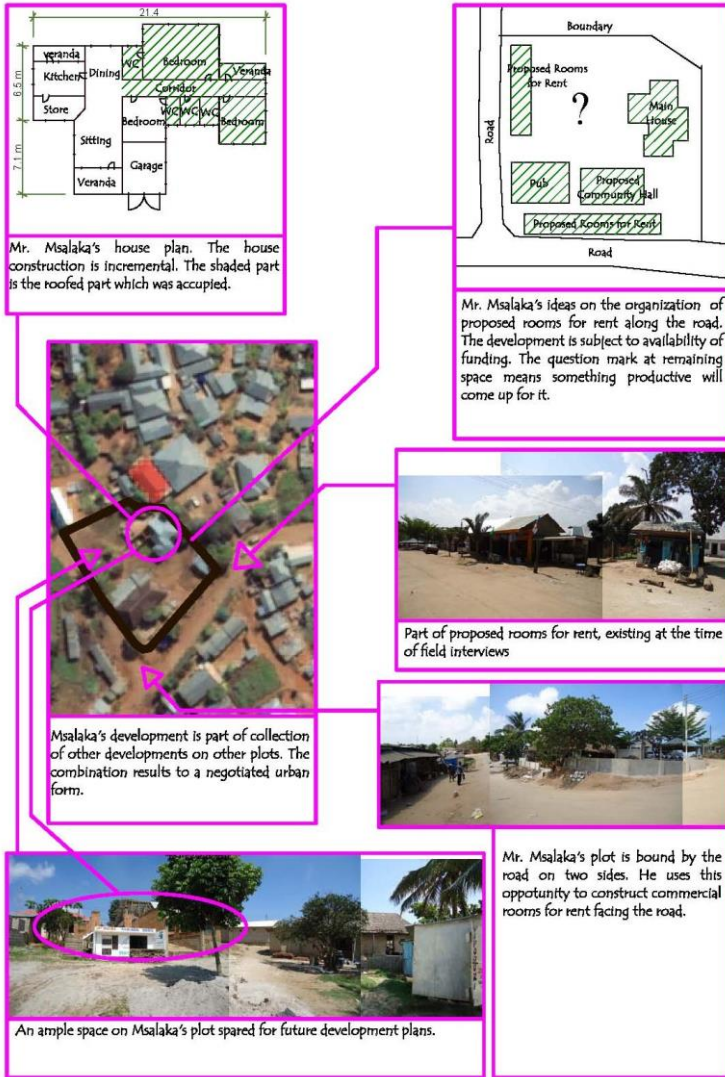 21.4
veranda
WC
Bedroom
Veranda
Kitchen
Dining
Corridor
6.5 m
Store
Bedroom
WC
WC
WC
Bedroom
Sitting
7.1 m
Garage
Veranda
Mr. Msalaka's house plan. The house
construction is incremental. The shaded part
is the roofed part which was accupied.
Boundary
Proposed Rooms
for Rent
?
Main
House
Road
Pub
Proposed
Community Hall
Proposed Rooms for Rent
Road
Mr. Msalaka's ideas on the organization of
proposed rooms for rent along the road.
The development is subject to availability of
funding. The question mark at remaining
space means something productive will
come up for it.
Part of proposed rooms for rent, existing at the time
of field interviews
Msalaka's development is part of collection
of other developments on other plots. The
combination results to a negotiated urban
form.
Mr. Msalaka's plot is bound by the
road on two sides. He uses this
oppotunity to construct commercial
rooms for rent facing the road.
An ample space on Msalaka's plot spared for future development plans.